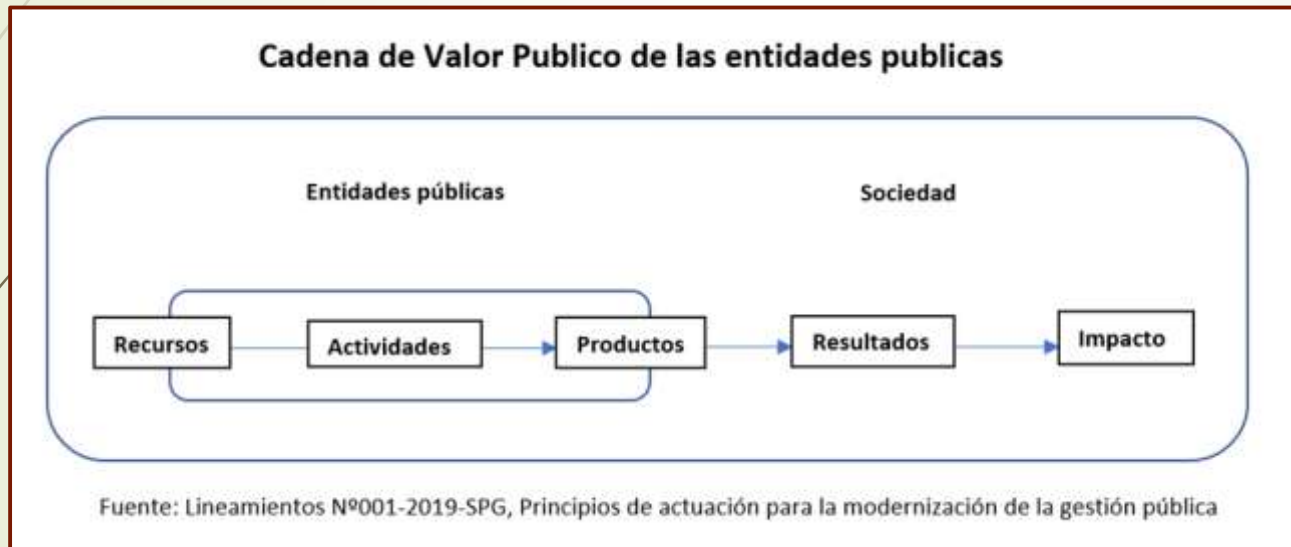 Cadena de Valor Publico de las entidades publicas
Entidades públicas
Sociedad
Recursos
Actividades
Productos
Resultados
Impacto
Fuente: Lineamientos Nº001-2019-SPG, Principios de actuación para la modernización de la gestión pública